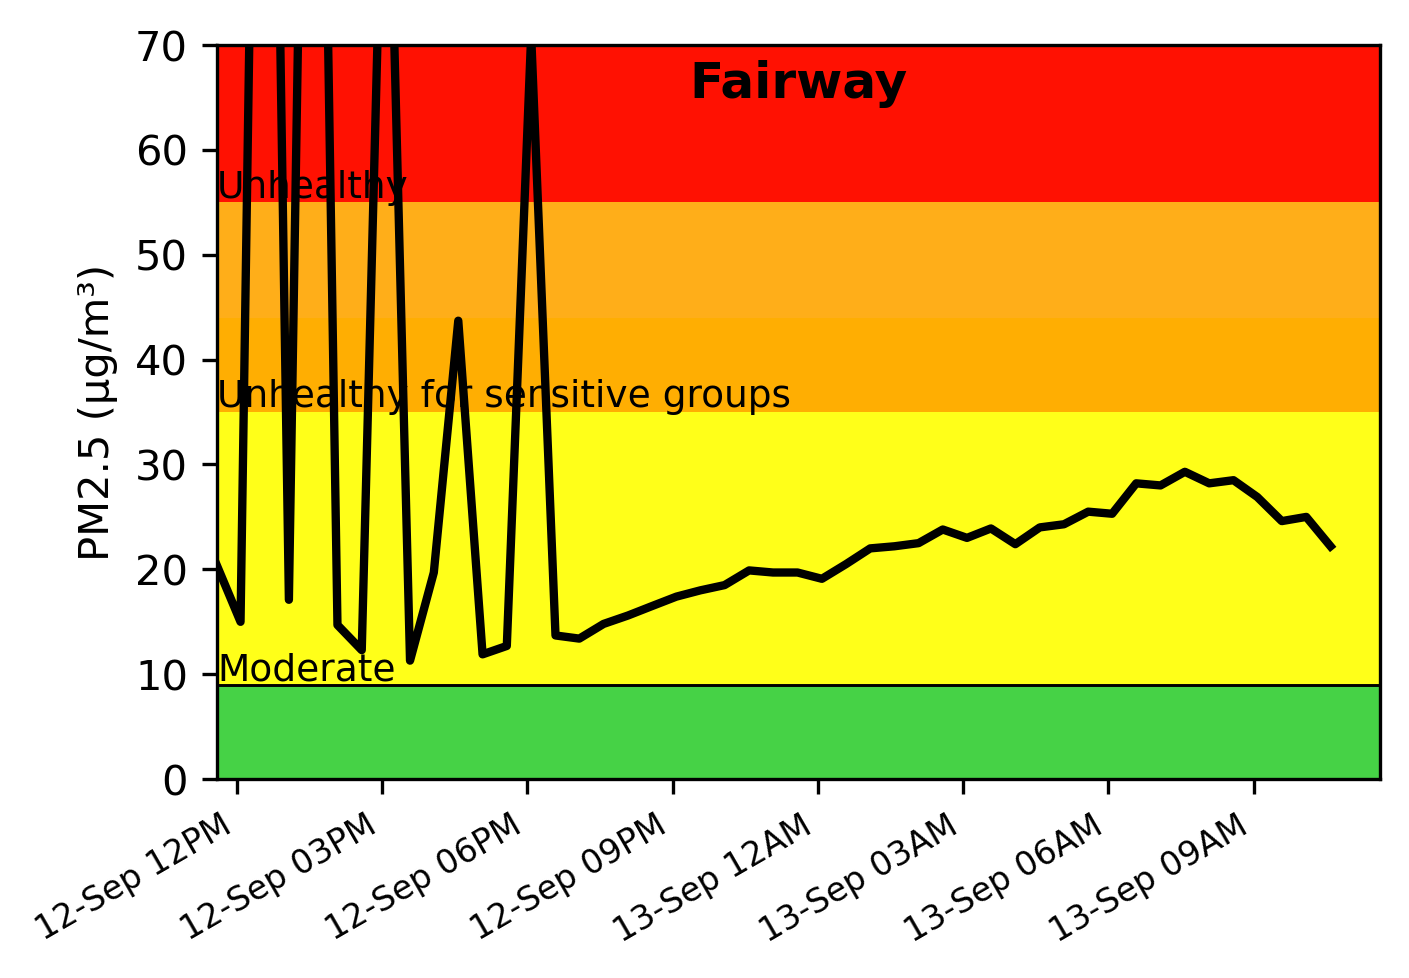 Fairway
PM2.5 (µg/m³)
70
60
50
40
30
20
10
0
Unhealthy
Unhealthy for sensitive groups
Moderate
12-Sep 12PM
12-Sep 03PM
12-Sep 06PM
12-Sep 09PM
13-Sep 12AM
13-Sep 03AM
13-Sep 06AM
13-Sep 09AM